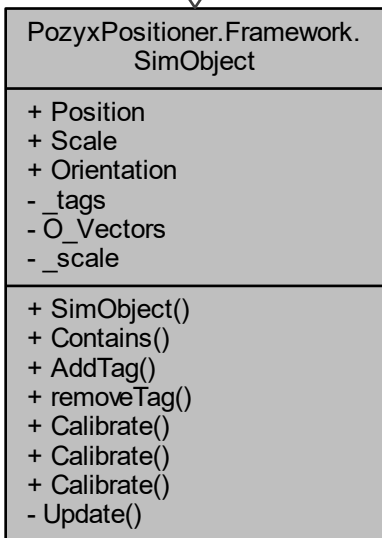 PozyxPositioner.Framework.
SimObject
+ Position
+ Scale
+ Orientation
- _tags
- O_Vectors
- _scale
+ SimObject()
+ Contains()
+ AddTag()
+ removeTag()
+ Calibrate()
+ Calibrate()
+ Calibrate()
- Update()